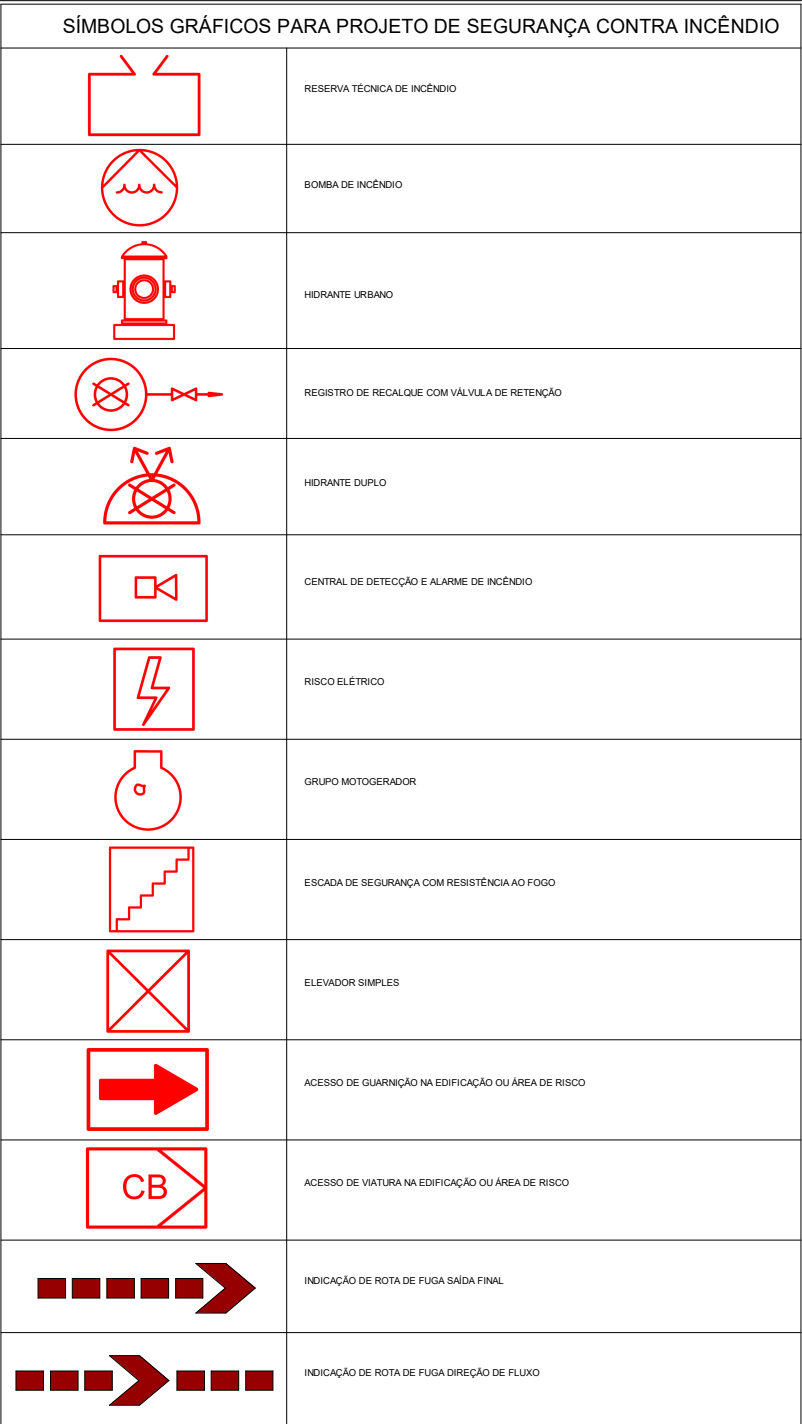 SÍMBOLOS GRÁFICOS PARA PROJETO DE SEGURANÇA CONTRA INCÊNDIO
RESERVA TÉCNICA DE INCÊNDIO
BOMBA DE INCÊNDIO
HIDRANTE URBANO
REGISTRO DE RECALQUE COM VÁLVULA DE RETENÇÃO
HIDRANTE DUPLO
CENTRAL DE DETECÇÃO E ALARME DE INCÊNDIO
RISCO ELÉTRICO
GRUPO MOTOGERADOR
ESCADA DE SEGURANÇA COM RESISTÊNCIA AO FOGO
ELEVADOR SIMPLES
ACESSO DE GUARNIÇÃO NA EDIFICAÇÃO OU ÁREA DE RISCO
CB
ACESSO DE VIATURA NA EDIFICAÇÃO OU ÁREA DE RISCO
INDICAÇÃO DE ROTA DE FUGA SAÍDA FINAL
INDICAÇÃO DE ROTA DE FUGA DIREÇÃO DE FLUXO